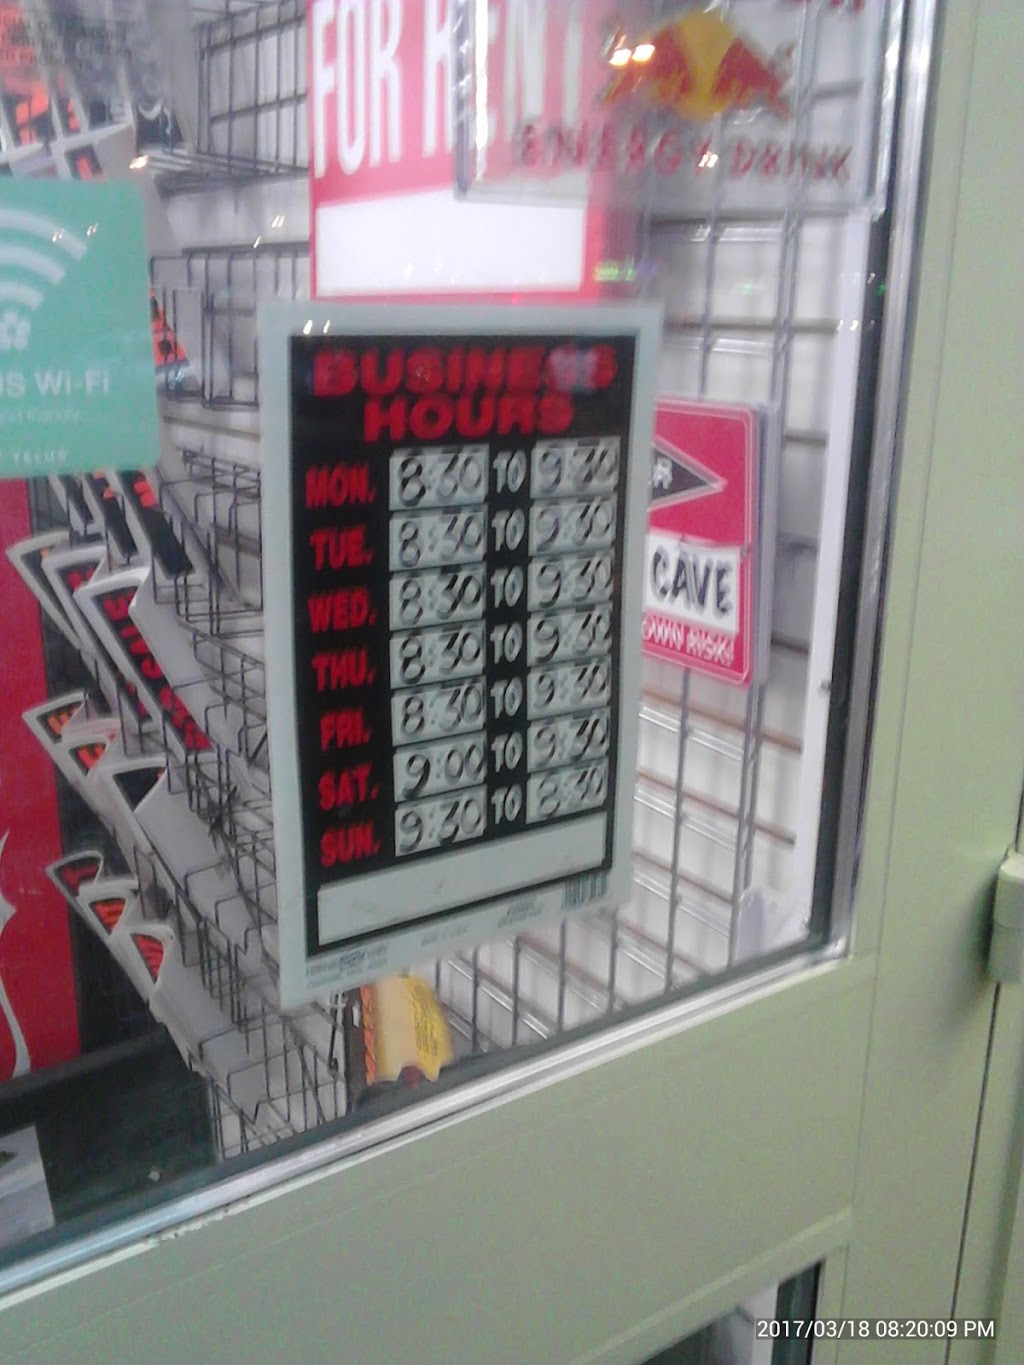 FOR RENT
ENERGY DRINK
Wi-Fi
TELUS
BUSINESS
HOURS
MON. 8:30 TO 9:30
TUE. 8:30 TO 9:30
WED. 8:30 TO 9:30
THU. 8:30 TO 9:30
FRI. 8:30 TO 9:30
SAT. 9:00 TO 9:30
SUN. 9:30 TO 8:30
CAVE
OWN RISK!
2017/03/18 08:20:09 PM